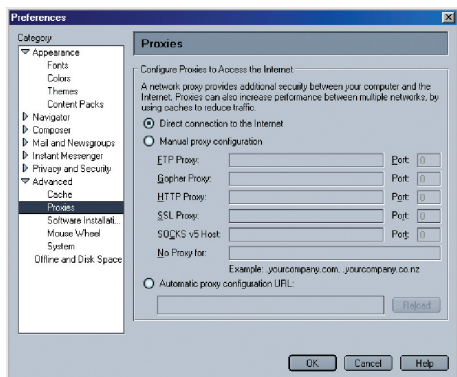 Preferences
Category
Appearance
Fonts
Colors
Themes
Content Packs
Navigator
Composer
Mail and Newsgroups
Instant Messenger
Privacy and Security
Advanced
Cache
Proxies
Software Installati...
Mouse Wheel
System
Offline and Disk Space
Proxies
Configure Proxies to Access the Internet
A network proxy provides additional security between your computer and the
Internet. Proxies can also increase performance between multiple networks, by
using caches to reduce traffic.
Direct connection to the Internet
Manual proxy configuration
FTP Proxy: Port: 0
Gopher Proxy: Port: 0
HTTP Proxy: Port: 0
SSL Proxy: Port: 0
SOCKS v5 Host: Port: 0
No Proxy for:
Example: .yourcompany.com, .yourcompany.co.nz
Automatic proxy configuration URL:
Reload
OK Cancel Help